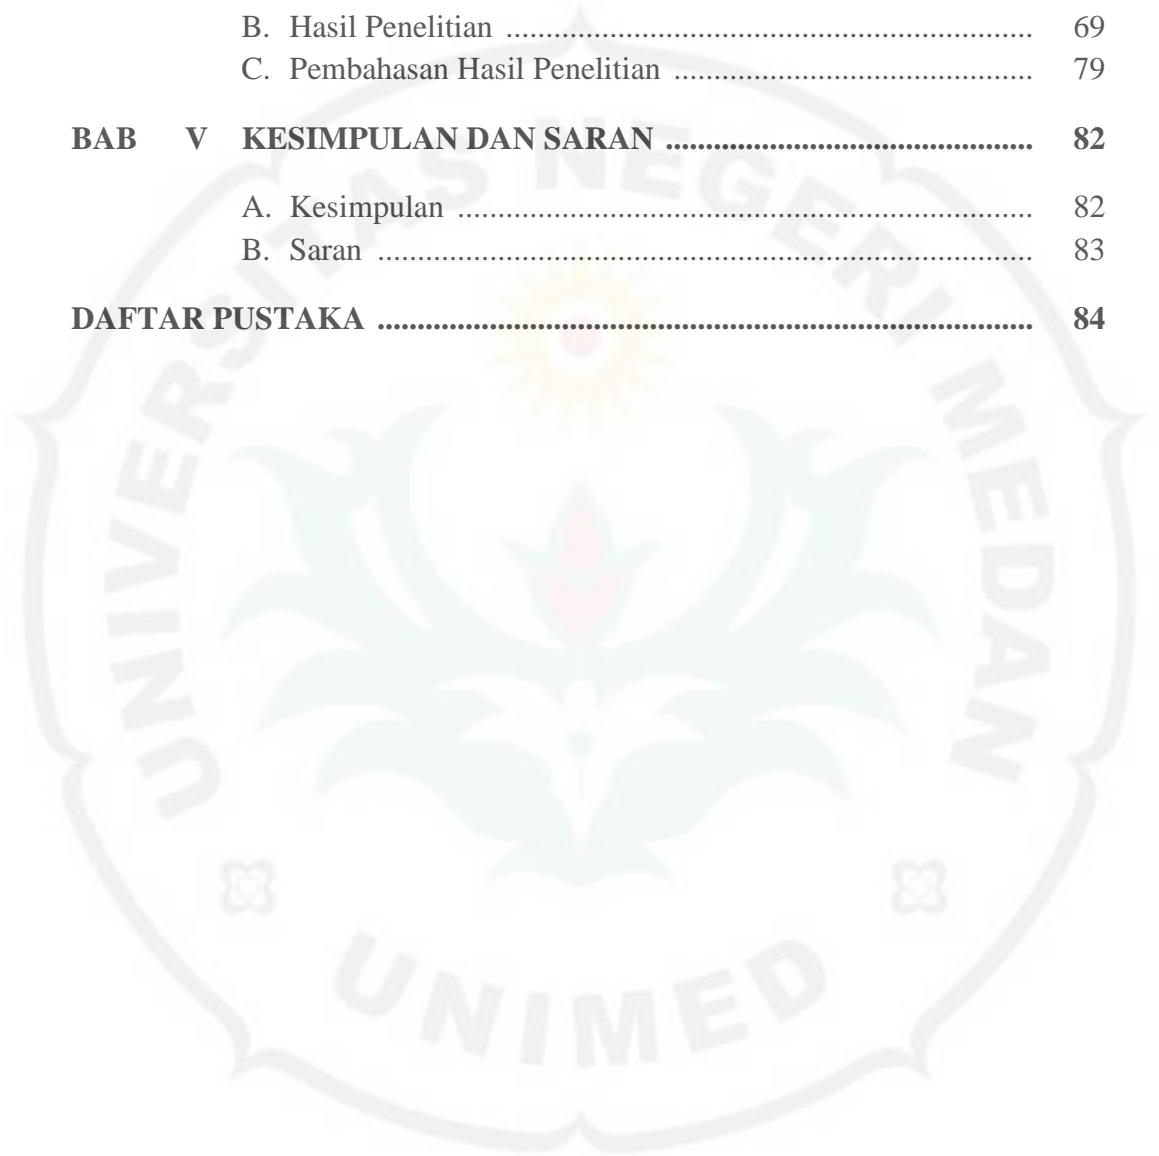 B. Hasil Penelitian ................................................................................... 69
C. Pembahasan Hasil Penelitian ......................................................... 79
BAB V KESIMPULAN DAN SARAN .............................................. 82
A. Kesimpulan ........................................................................................... 82
B. Saran ........................................................................................................ 83
DAFTAR PUSTAKA ....................................................................................................... 84
UNIVERSITAS NEGERI MEDAN
UNIMED